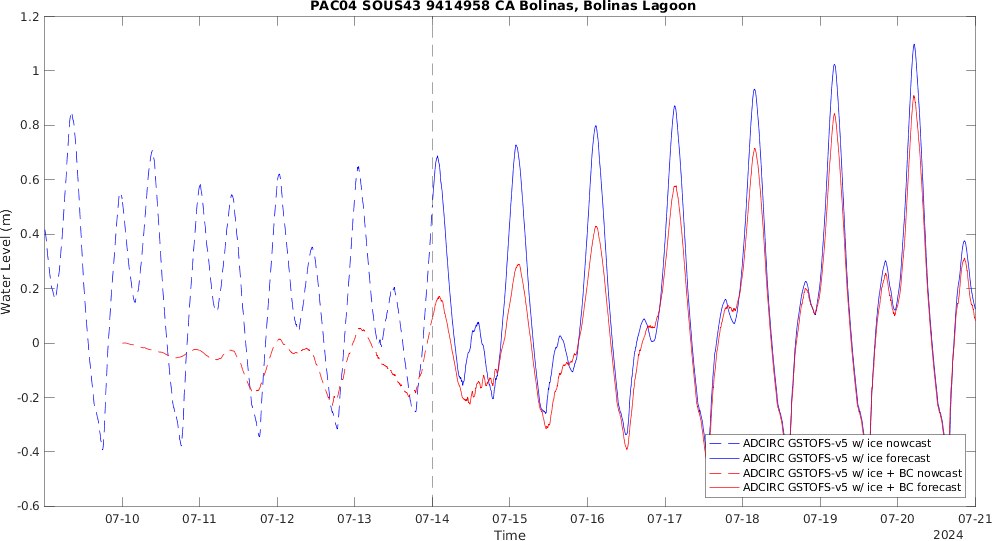 PAC04 SOUS43 9414958 CA Bolinas, Bolinas Lagoon
1.2
1
0.8
0.6
0.4
0.2
0
-0.2
-0.4
-0.6
Water Level (m)
ADCIRC GSTOFS-v5 w/ ice nowcast
ADCIRC GSTOFS-v5 w/ ice forecast
ADCIRC GSTOFS-v5 w/ ice + BC nowcast
ADCIRC GSTOFS-v5 w/ ice + BC forecast
07-10 07-11 07-12 07-13 07-14 07-15 07-16 07-17 07-18 07-19 07-20 07-21
Time
2024